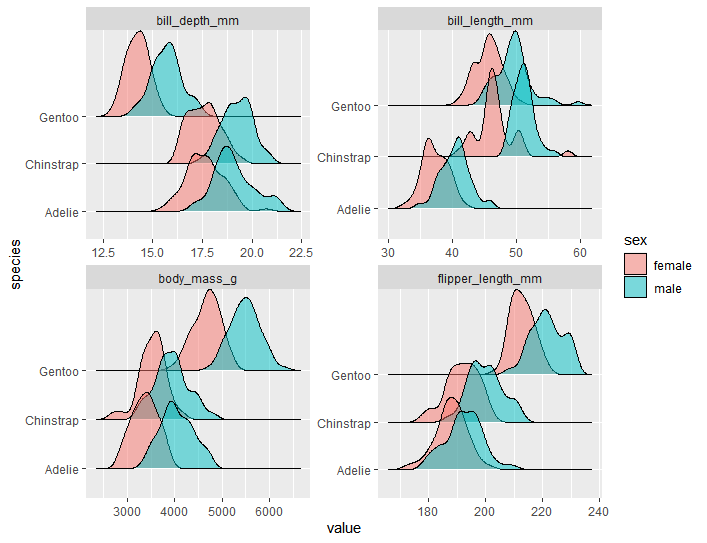 bill_depth_mm
bill_length_mm
Gentoo
Chinstrap
Adelie
12.5 15.0 17.5 20.0 22.5
Gentoo
Chinstrap
Adelie
30 40 50 60
species
body_mass_g
flipper_length_mm
Gentoo
Chinstrap
Adelie
3000 4000 5000 6000
Gentoo
Chinstrap
Adelie
180 200 220 240
value
sex
female
male